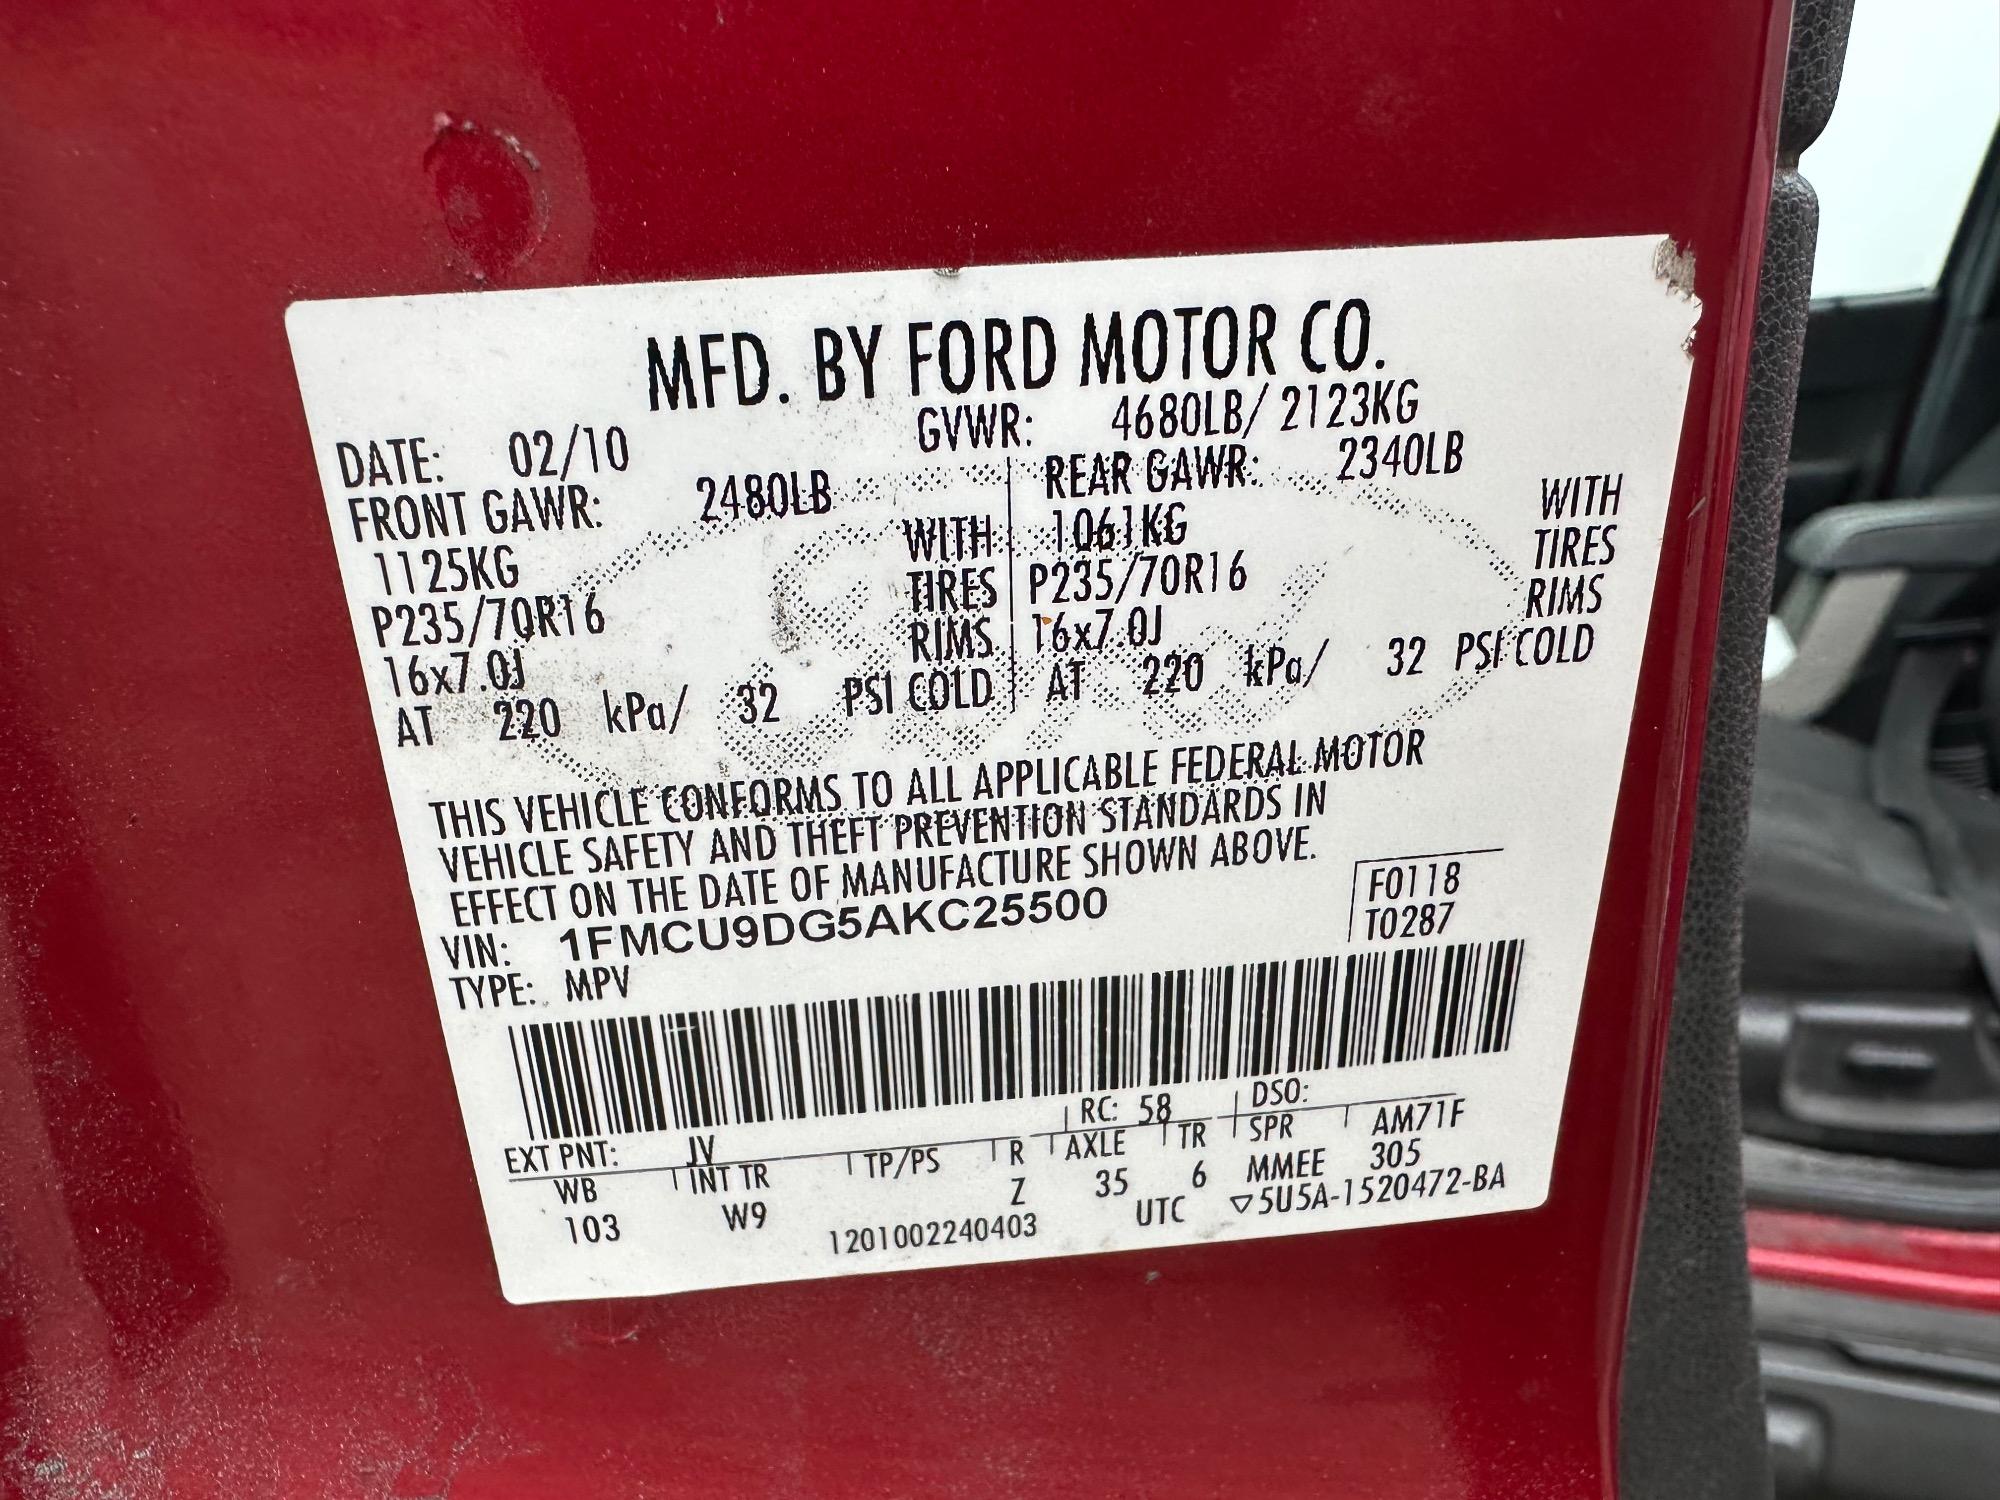 MFD. BY FORD MOTOR CO.
DATE: 02/10 GVWR: 4680LB/ 2123KG
FRONT GAWR: 2480LB REAR GAWR: 2340LB
1125KG WITH 1061KG WITH
P235/70R16 TIRES P235/70R16 TIRES
16x7.0J RIMS 16x7.0J RIMS
AT 220 kPa/ 32 PSI COLD AT 220 kPa/ 32 PSI COLD
THIS VEHICLE CONFORMS TO ALL APPLICABLE FEDERAL MOTOR
VEHICLE SAFETY AND THEFT PREVENTION STANDARDS IN
EFFECT ON THE DATE OF MANUFACTURE SHOWN ABOVE.
VIN: 1FMCU9DG5AKC25500 F0118
TYPE: MPV T0287
RC: 58 DSO:
EXT PNT: JV AXLE TR SPR AM71F
WB INT TR TP/PS R 35 6 MMEE 305
103 W9 Z UTC ▽5U5A-1520472-BA
1201002240403